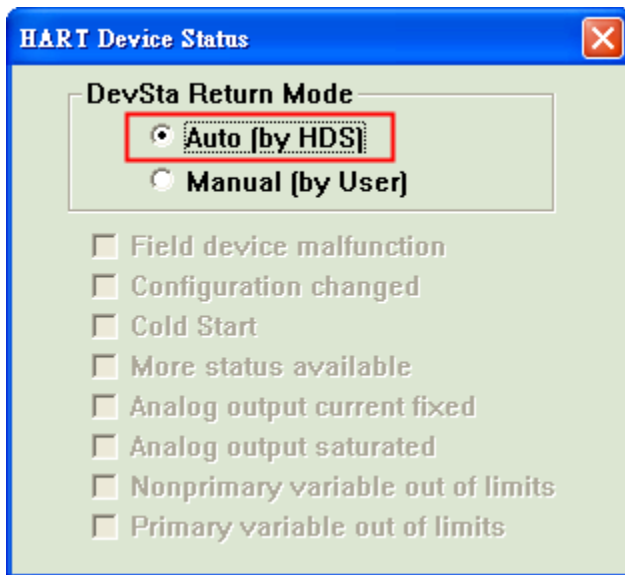 HART Device Status
DevSta Return Mode
Auto (by HDS)
Manual (by User)
Field device malfunction
Configuration changed
Cold Start
More status available
Analog output current fixed
Analog output saturated
Nonprimary variable out of limits
Primary variable out of limits